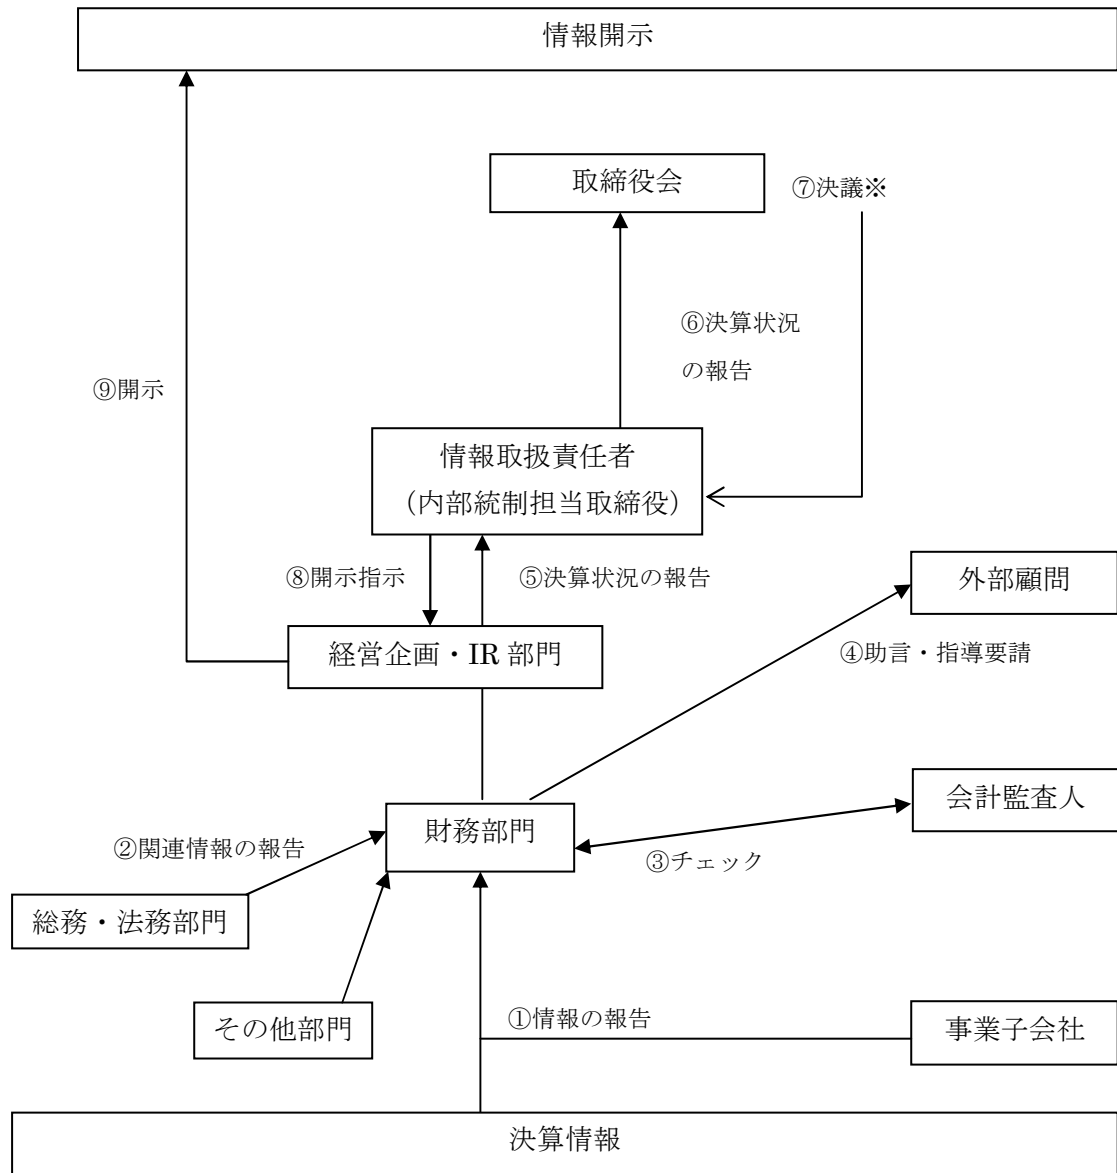 情報開示
取締役会
⑦決議※
⑥決算状況
の報告
⑨開示
情報取扱責任者
（内部統制担当取締役）
⑧開示指示
⑤決算状況の報告
外部顧問
経営企画・IR 部門
④助言・指導要請
会計監査人
財務部門
②関連情報の報告
③チェック
総務・法務部門
その他部門
①情報の報告
事業子会社
決算情報